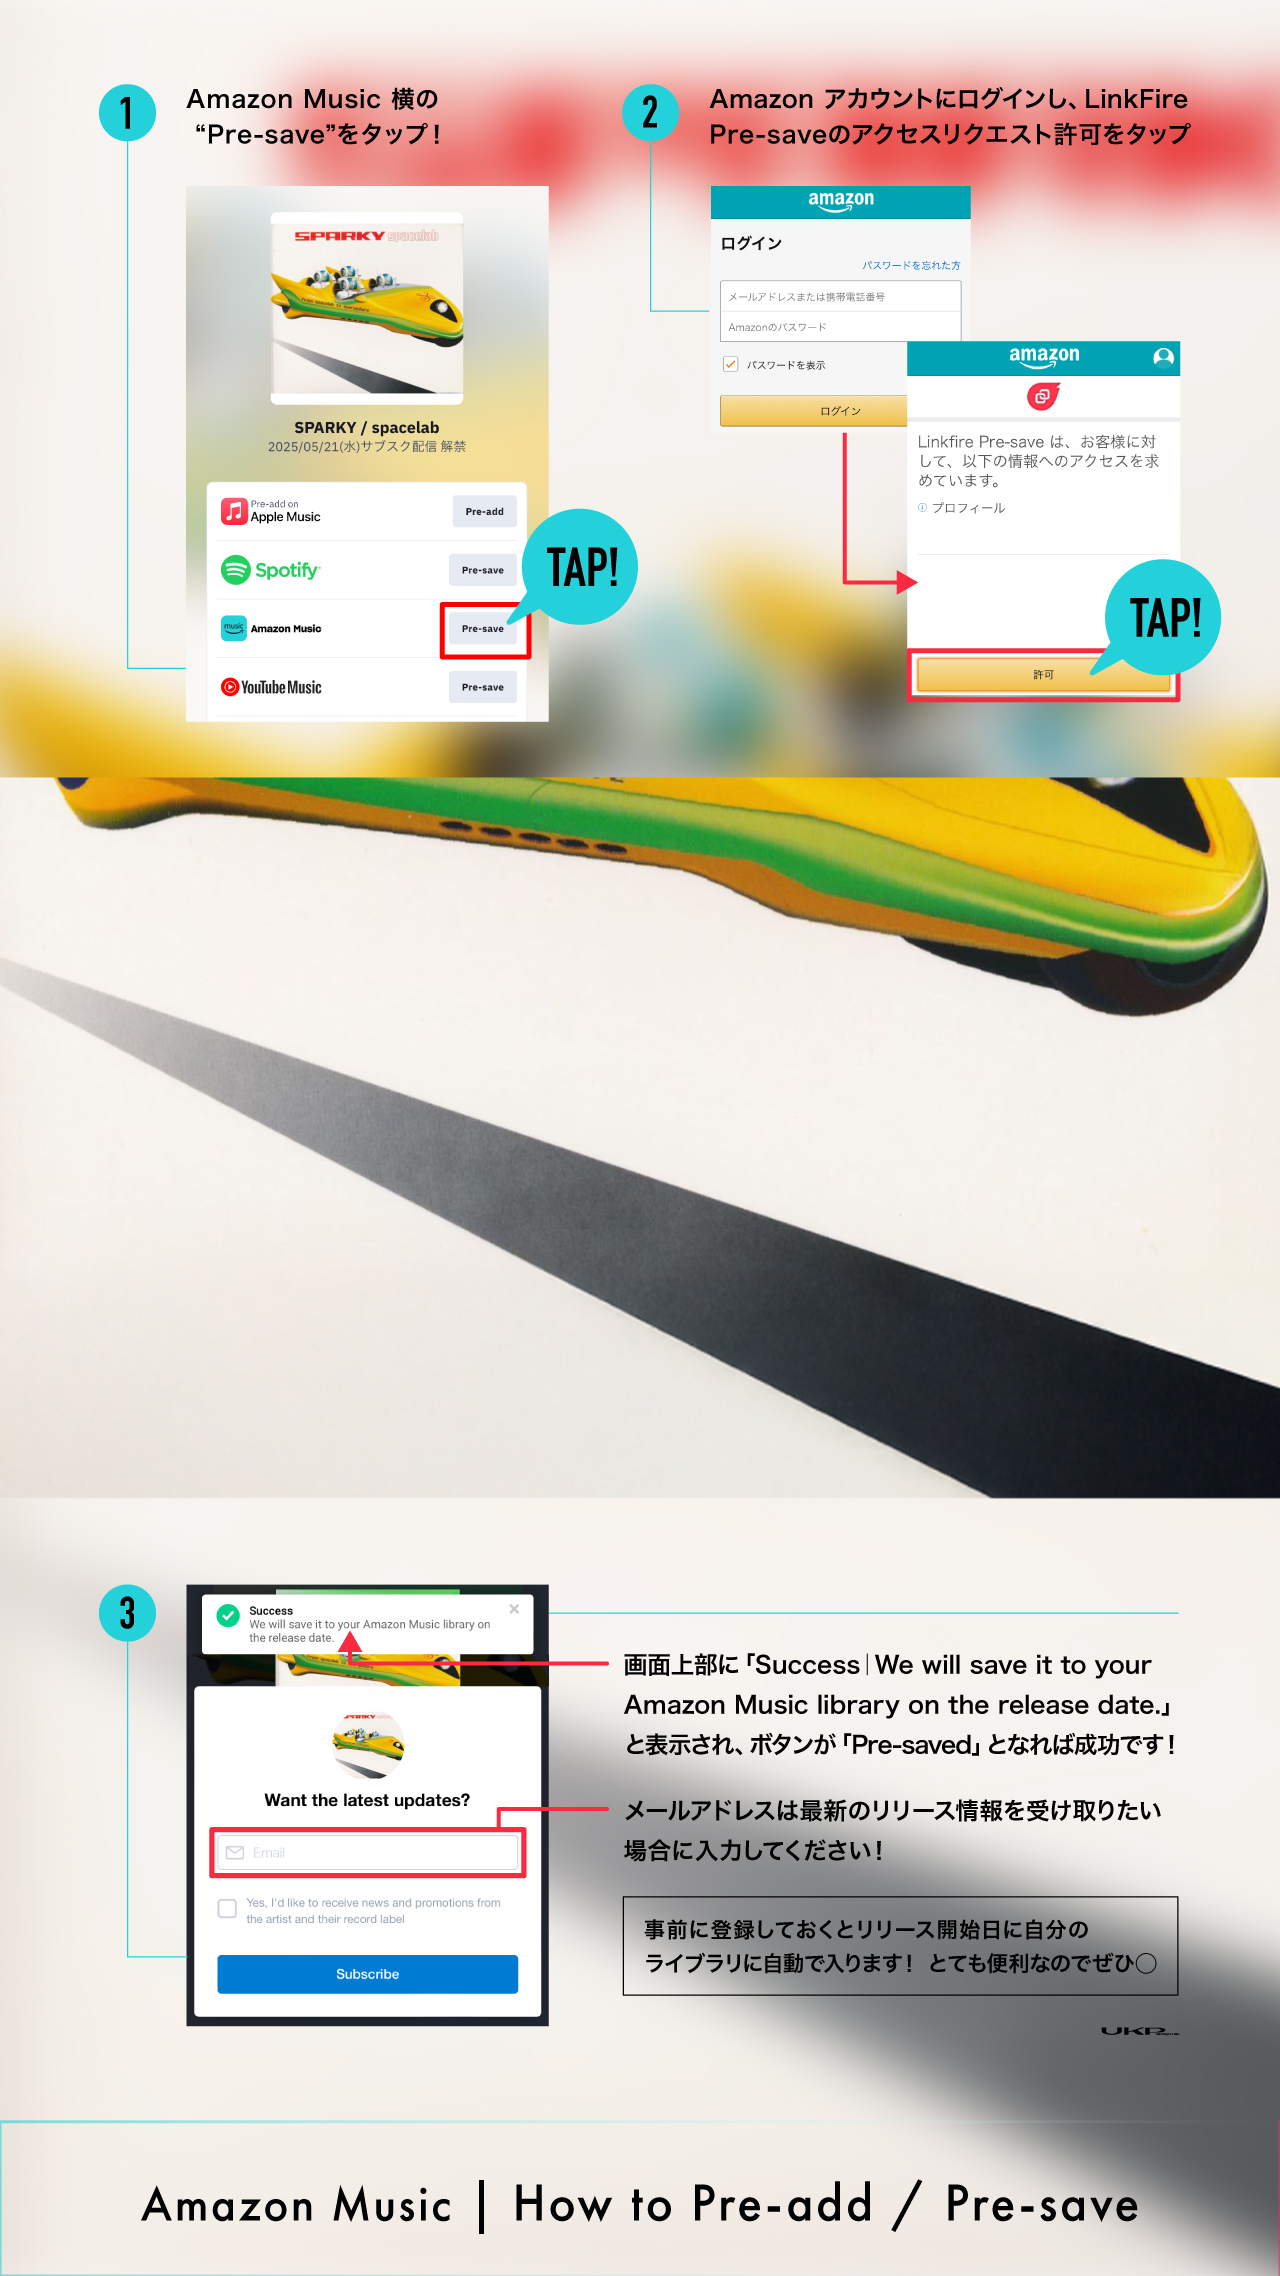 1
Amazon Music 横の
“Pre-save”をタップ！
SPARKY spacelab
SPARKY / spacelab
2025/05/21(水)サブスク配信 解禁
Pre-add on
Apple Music
Pre-add
Spotify
Pre-save
music
Amazon Music
Pre-save
YouTube Music
Pre-save
TAP!
2
Amazon アカウントにログインし、LinkFire
Pre-saveのアクセスリクエスト許可をタップ
amazon
ログイン
パスワードを忘れた方
メールアドレスまたは携帯電話番号
Amazonのパスワード
パスワードを表示
ログイン
amazon
Linkfire Pre-save は、お客様に対
して、以下の情報へのアクセスを求
めています。
プロフィール
TAP!
許可
3
Success
We will save it to your Amazon Music library on
the release date.
SPARKY
Want the latest updates?
Email
Yes, I'd like to receive news and promotions from
the artist and their record label
Subscribe
画面上部に「Success｜We will save it to your
Amazon Music library on the release date.」
と表示され、ボタンが「Pre-saved」となれば成功です！
メールアドレスは最新のリリース情報を受け取りたい
場合に入力してください！
事前に登録しておくとリリース開始日に自分の
ライブラリに自動で入ります！ とても便利なのでぜひ○
UKP
Amazon Music | How to Pre-add / Pre-save